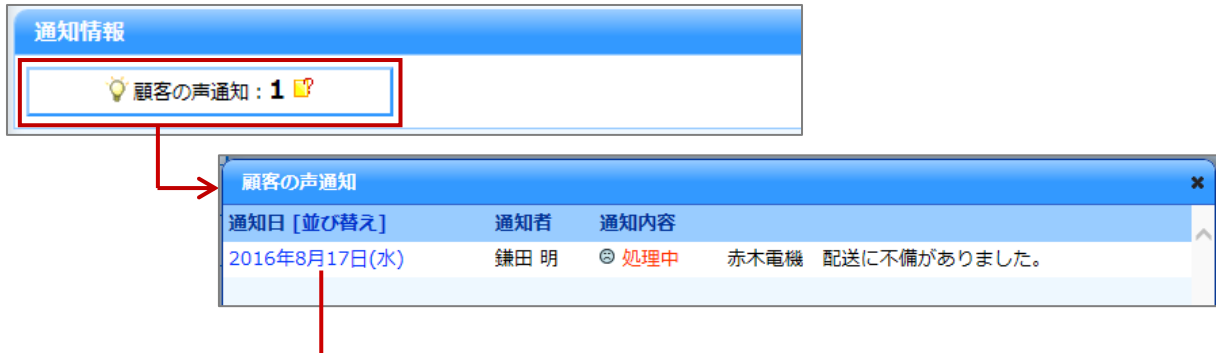 通知情報
顧客の声通知：1
顧客の声通知
通知日 [並び替え] 通知者 通知内容
2016年8月17日(水) 鎌田 明 処理中 赤木電機 配送に不備がありました。